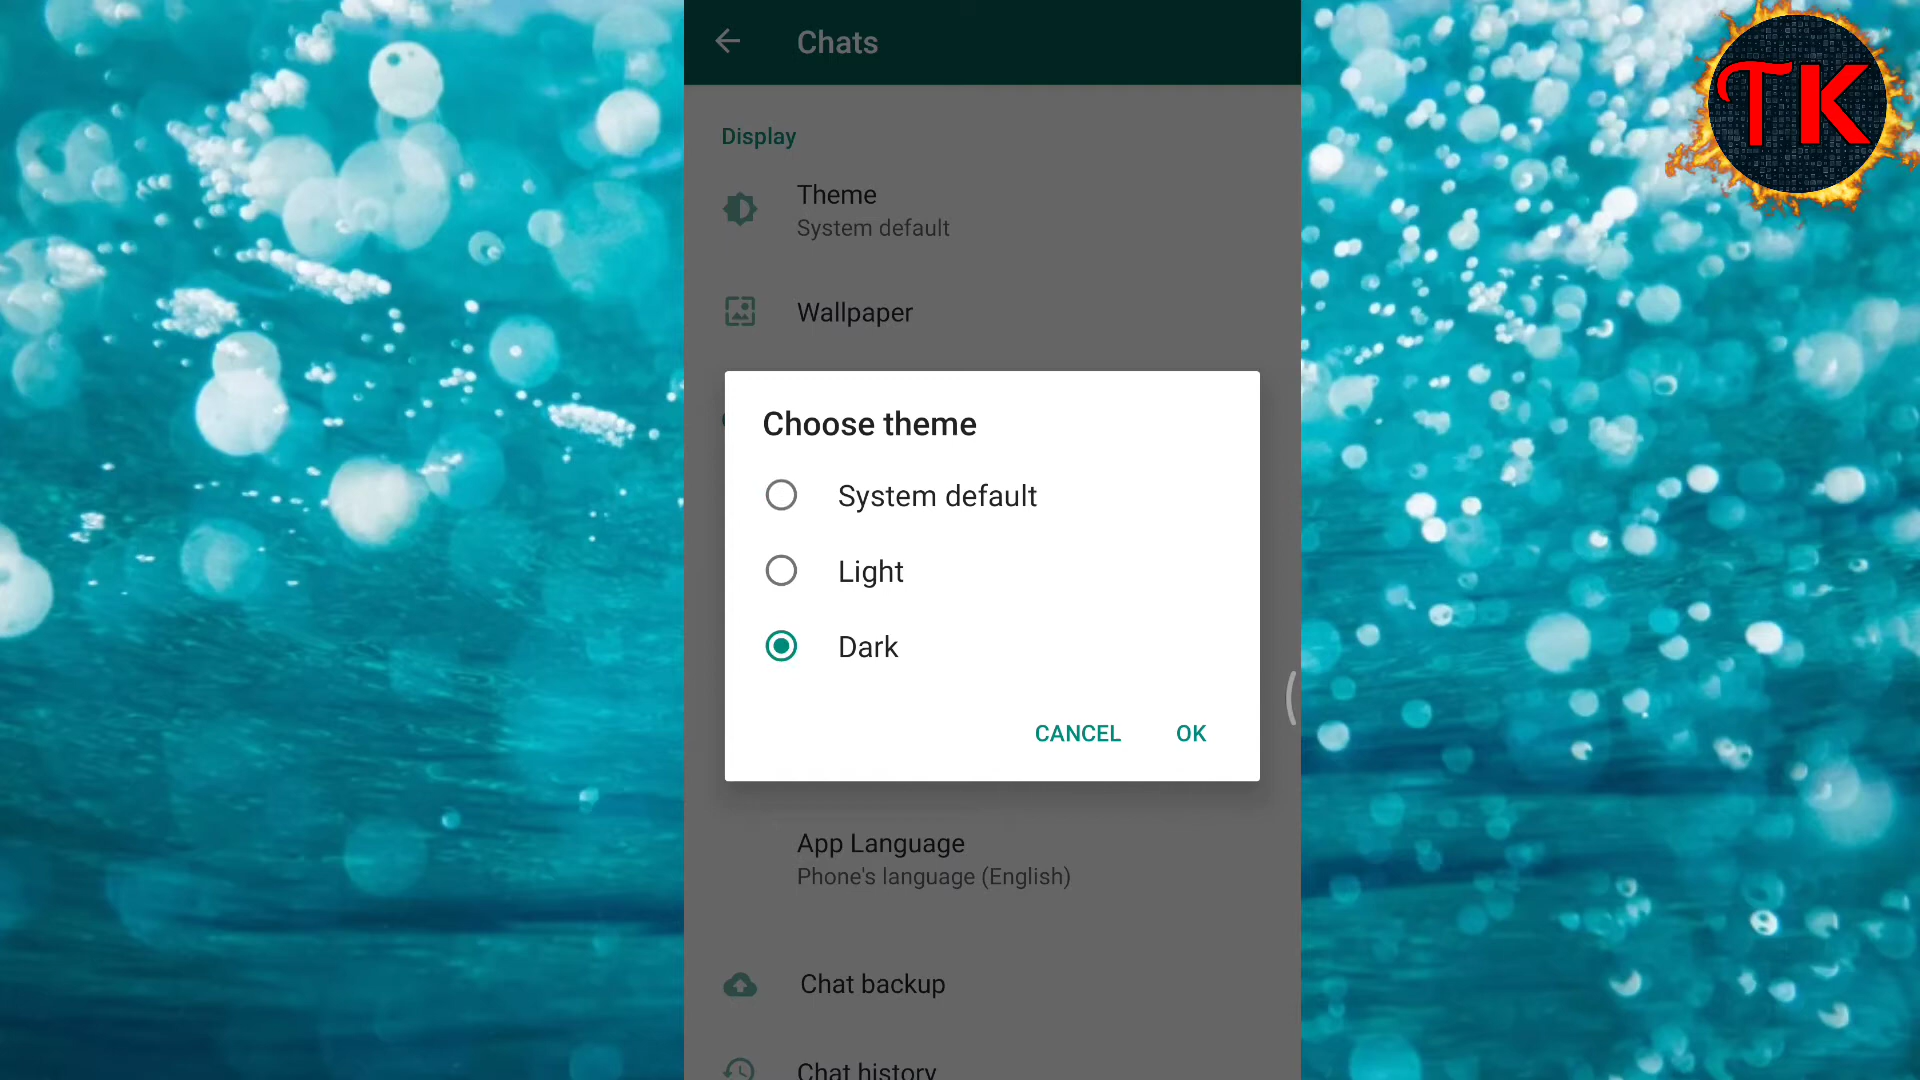 Chats
TK
Display
Theme
System default
Wallpaper
Choose theme
System default
Light
Dark
CANCEL
OK
App Language
Phone's language (English)
Chat backup
Chat history